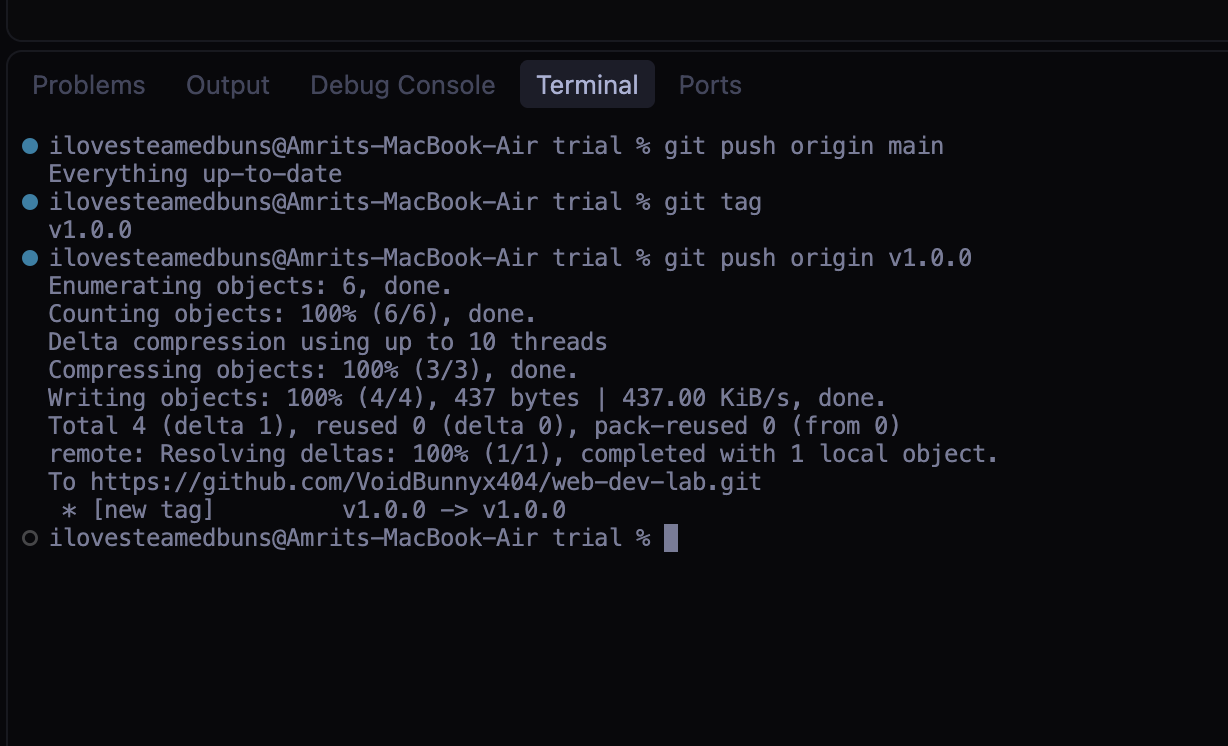 Problems Output Debug Console Terminal Ports
ilovesteamedbuns@Amrits-MacBook-Air trial % git push origin main
Everything up-to-date
ilovesteamedbuns@Amrits-MacBook-Air trial % git tag
v1.0.0
ilovesteamedbuns@Amrits-MacBook-Air trial % git push origin v1.0.0
Enumerating objects: 6, done.
Counting objects: 100% (6/6), done.
Delta compression using up to 10 threads
Compressing objects: 100% (3/3), done.
Writing objects: 100% (4/4), 437 bytes | 437.00 KiB/s, done.
Total 4 (delta 1), reused 0 (delta 0), pack-reused 0 (from 0)
remote: Resolving deltas: 100% (1/1), completed with 1 local object.
To https://github.com/VoidBunnyx404/web-dev-lab.git
 * [new tag]         v1.0.0 -> v1.0.0
ilovesteamedbuns@Amrits-MacBook-Air trial %